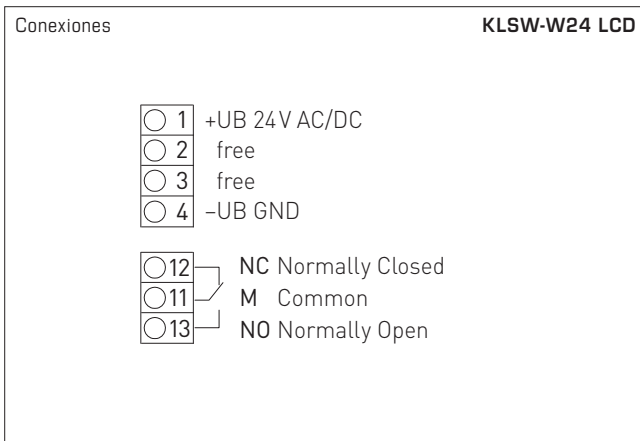 Conexiones KLSW-W24 LCD
1 +UB 24V AC/DC
2 free
3 free
4 –UB GND
12 NC Normally Closed
11 M Common
13 NO Normally Open